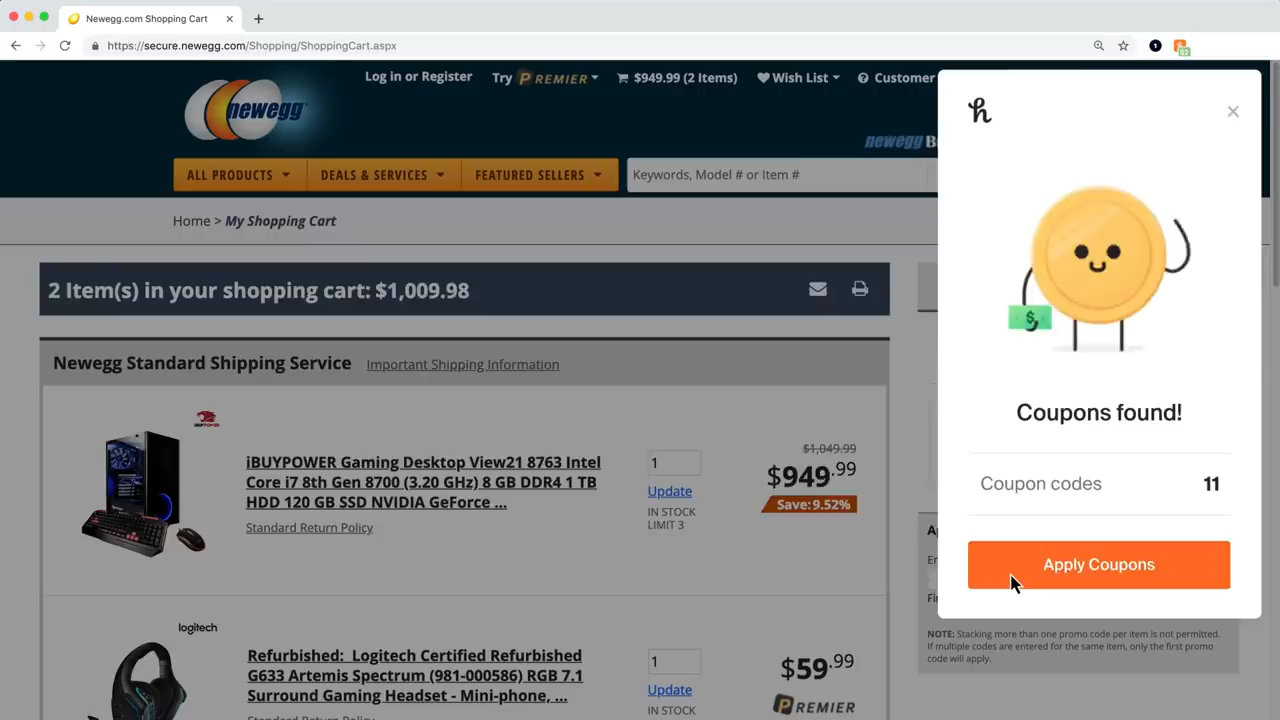 Newegg.com Shopping Cart
https://secure.newegg.com/Shopping/ShoppingCart.aspx
1
52
Log in or Register
Try PREMIER
$949.99 (2 Items)
Wish List
Customer
newegg
newegg B
ALL PRODUCTS
DEALS & SERVICES
FEATURED SELLERS
Keywords, Model # or Item #
Home > My Shopping Cart
2 Item(s) in your shopping cart: $1,009.98
Newegg Standard Shipping Service
Important Shipping Information
iBUYPOWER Gaming Desktop View21 8763 Intel
Core i7 8th Gen 8700 (3.20 GHz) 8 GB DDR4 1 TB
HDD 120 GB SSD NVIDIA GeForce ...
Standard Return Policy
1
Update
IN STOCK
LIMIT 3
$1,049.99
$949.99
Save: 9.52%
logitech
Refurbished: Logitech Certified Refurbished
G633 Artemis Spectrum (981-000586) RGB 7.1
Surround Gaming Headset - Mini-phone, ...
Standard Return Policy
1
Update
IN STOCK
$59.99
PREMIER
h
$
Coupons found!
Coupon codes
11
Apply Coupons
NOTE: Stacking more than one promo code per item is not permitted.
If multiple codes are entered for the same item, only the first promo
code will apply.